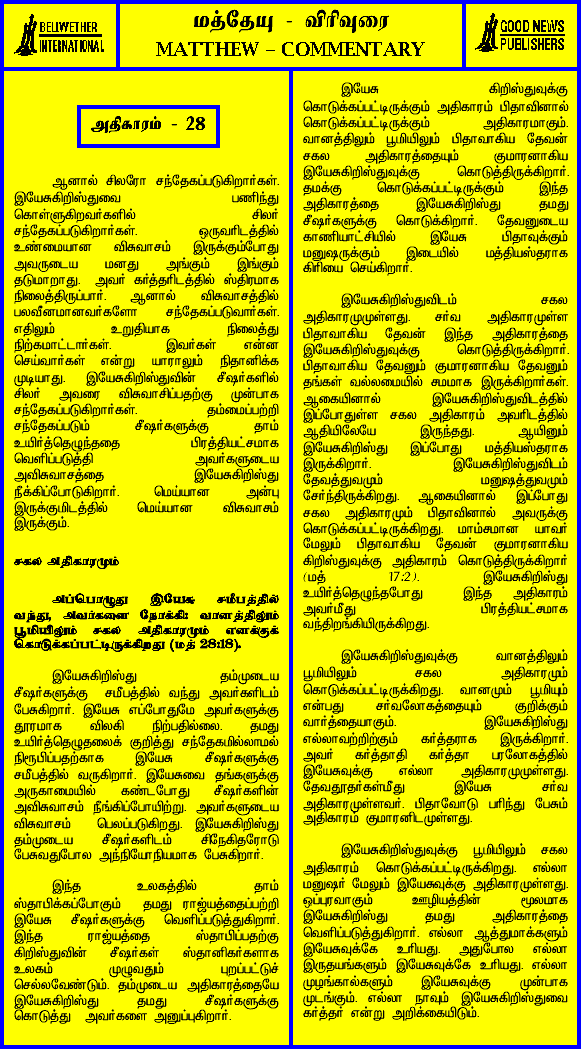 BELIWETHER
INTERNATIONAL
மத்தேயு - விரிவுரை
MATTHEW – COMMENTARY
GOOD NEWS
PUBLISHERS
அதிகாரம் - 28
ஆனால் சிலரோ சந்தேகப்படுகிறார்கள்.
இயேசுகிறிஸ்துவை பணிந்து
கொள்ளுகிறவர்களில் சிலர்
சந்தேகப்படுகிறார்கள். ஒருவரிடத்தில்
உண்மையான விசுவாசம் இருக்கும்போது
அவருடைய மனது அங்கும் இங்கும்
தடுமாறாது. அவர் கர்த்தரிடத்தில் ஸ்திரமாக
நிலைத்திருப்பார். ஆனால் விசுவாசத்தில்
பலவீனமானவர்களோ சந்தேகப்படுவார்கள்.
எதிலும் உறுதியாக நிலைத்து
நிற்கமாட்டார்கள். இவர்கள் என்ன
செய்வார்கள் என்று யாராலும் நிதானிக்க
முடியாது. இயேசுகிறிஸ்துவின் சீஷர்களில்
சிலர் அவரை விசுவாசிப்பதற்கு முன்பாக
சந்தேகப்படுகிறார்கள். தம்மைப்பற்றி
சந்தேகப்படும் சீஷர்களுக்கு தாம்
உயிர்த்தெழுந்ததை பிரத்தியட்சமாக
வெளிப்படுத்தி அவர்களுடைய
அவிசுவாசத்தை இயேசுகிறிஸ்து
நீக்கிப்போடுகிறார். மெய்யான அன்பு
இருக்குமிடத்தில் மெய்யான விசுவாசம்
இருக்கும்.
சகல அதிகாரமும்
அப்பொழுது இயேசு சமீபத்தில்
வந்து, அவர்களை நோக்கி: வானத்திலும்
பூமியிலும் சகல அதிகாரமும் எனக்குக்
கொடுக்கப்பட்டிருக்கிறது (மத் 28:18).
இயேசுகிறிஸ்து தம்முடைய
சீஷர்களுக்கு சமீபத்தில் வந்து அவர்களிடம்
பேசுகிறார். இயேசு எப்போதுமே அவர்களுக்கு
தூரமாக விலகி நிற்பதில்லை. தமது
உயிர்த்தெழுதலைக் குறித்து சந்தேகமில்லாமல்
நிரூபிப்பதற்காக இயேசு சீஷர்களுக்கு
சமீபத்தில் வருகிறார். இயேசுவை தங்களுக்கு
அருகாமையில் கண்டபோது சீஷர்களின்
அவிசுவாசம் நீங்கிப்போயிற்று. அவர்களுடைய
விசுவாசம் பெலப்படுகிறது. இயேசுகிறிஸ்து
தம்முடைய சீஷர்களிடம் சிநேகிதரோடு
பேசுவதுபோல அந்நியோநியமாக பேசுகிறார்.
இந்த உலகத்தில் தாம்
ஸ்தாபிக்கப்போகும் தமது ராஜ்யத்தைப்பற்றி
இயேசு சீஷர்களுக்கு வெளிப்படுத்துகிறார்.
இந்த ராஜ்யத்தை ஸ்தாபிப்பதற்கு
கிறிஸ்துவின் சீஷர்கள் ஸ்தானிகர்களாக
உலகம் முழுவதும் புறப்பட்டுச்
செல்லவேண்டும். தம்முடைய அதிகாரத்தையே
இயேசுகிறிஸ்து தமது சீஷர்களுக்கு
கொடுத்து அவர்களை அனுப்புகிறார்.
இயேசு கிறிஸ்துவுக்கு
கொடுக்கப்பட்டிருக்கும் அதிகாரம் பிதாவினால்
கொடுக்கப்பட்டிருக்கும் அதிகாரமாகும்.
வானத்திலும் பூமியிலும் பிதாவாகிய தேவன்
சகல அதிகாரத்தையும் குமாரனாகிய
இயேசுகிறிஸ்துவுக்கு கொடுத்திருக்கிறார்.
தமக்கு கொடுக்கப்பட்டிருக்கும் இந்த
அதிகாரத்தை இயேசுகிறிஸ்து தமது
சீஷர்களுக்கு கொடுக்கிறார். தேவனுடைய
காணியாட்சியில் இயேசு பிதாவுக்கும்
மனுஷருக்கும் இடையில் மத்தியஸ்தராக
கிரியை செய்கிறார்.
இயேசுகிறிஸ்துவிடம் சகல
அதிகாரமுமுள்ளது. சர்வ அதிகாரமுள்ள
பிதாவாகிய தேவன் இந்த அதிகாரத்தை
இயேசுகிறிஸ்துவுக்கு கொடுத்திருக்கிறார்.
பிதாவாகிய தேவனும் குமாரனாகிய தேவனும்
தங்கள் வல்லமையில் சமமாக இருக்கிறார்கள்.
ஆகையினால் இயேசுகிறிஸ்துவிடத்தில்
இப்போதுள்ள சகல அதிகாரம் அவரிடத்தில்
ஆதியிலேயே இருந்தது. ஆயினும்
இயேசுகிறிஸ்து இப்போது மத்தியஸ்தராக
இருக்கிறார். இயேசுகிறிஸ்துவிடம்
தேவத்துவமும் மனுஷத்துவமும்
சேர்ந்திருக்கிறது. ஆகையினால் இப்போது
சகல அதிகாரமும் பிதாவினால் அவருக்கு
கொடுக்கப்பட்டிருக்கிறது. மாம்சமான யாவர்
மேலும் பிதாவாகிய தேவன் குமாரனாகிய
கிறிஸ்துவுக்கு அதிகாரம் கொடுத்திருக்கிறார்
(மத் 17:2). இயேசுகிறிஸ்து
உயிர்த்தெழுந்தபோது இந்த அதிகாரம்
அவர்மீது பிரத்தியட்சமாக
வந்திறங்கியிருக்கிறது.
இயேசுகிறிஸ்துவுக்கு வானத்திலும்
பூமியிலும் சகல அதிகாரமும்
கொடுக்கப்பட்டிருக்கிறது. வானமும் பூமியும்
என்பது சர்வலோகத்தையும் குறிக்கும்
வார்த்தையாகும். இயேசுகிறிஸ்து
எல்லாவற்றிற்கும் கர்த்தராக இருக்கிறார்.
அவர் கர்த்தாதி கர்த்தா பரலோகத்தில்
இயேசுவுக்கு எல்லா அதிகாரமுமுள்ளது.
தேவதூதர்கள்மீது இயேசு சர்வ
அதிகாரமுள்ளவர். பிதாவோடு பரிந்து பேசும்
அதிகாரம் குமாரனிடமுள்ளது.
இயேசுகிறிஸ்துவுக்கு பூமியிலும் சகல
அதிகாரம் கொடுக்கப்பட்டிருக்கிறது. எல்லா
மனுஷர் மேலும் இயேசுவுக்கு அதிகாரமுள்ளது.
ஒப்புரவாகும் ஊழியத்தின் மூலமாக
இயேசுகிறிஸ்து தமது அதிகாரத்தை
வெளிப்படுத்துகிறார். எல்லா ஆத்துமாக்களும்
இயேசுவுக்கே உரியது. அதுபோல எல்லா
இருதயங்களும் இயேசுவுக்கே உரியது. எல்லா
முழங்கால்களும் இயேசுவுக்கு முன்பாக
முடங்கும். எல்லா நாவும் இயேசுகிறிஸ்துவை
கர்த்தர் என்று அறிக்கையிடும்.